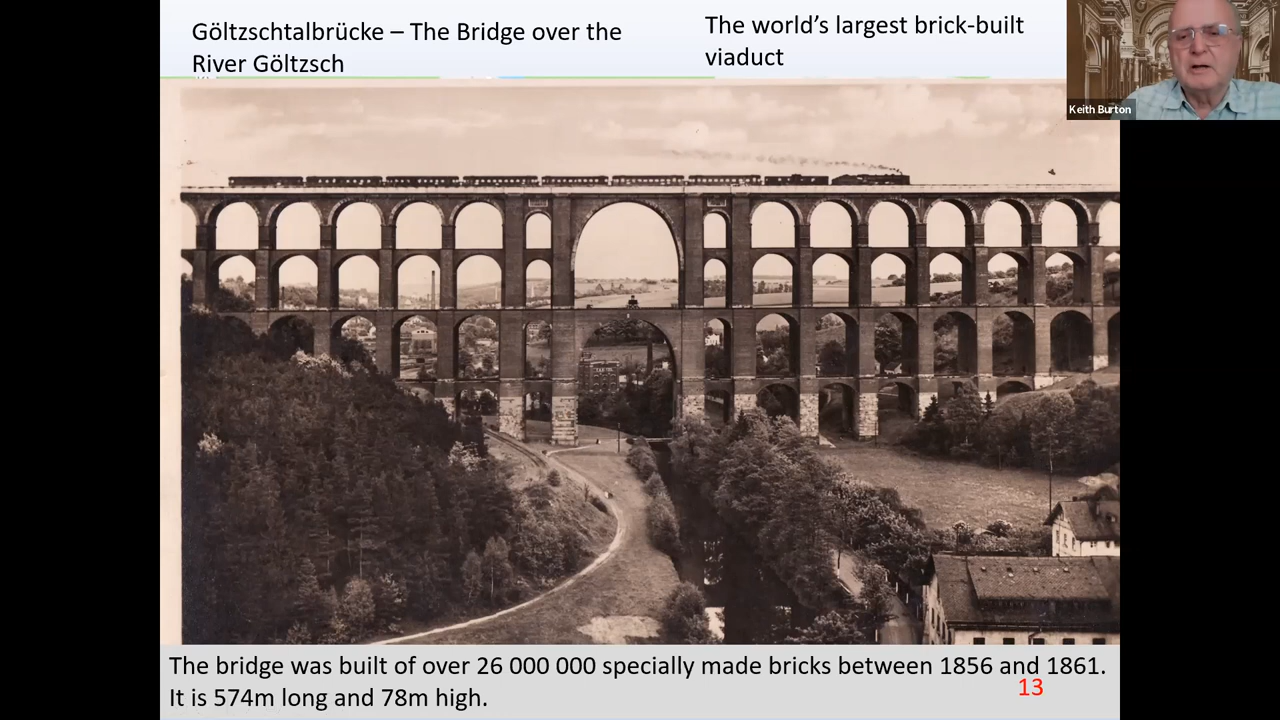 Göltzschtalbrücke – The Bridge over the
River Göltzsch
The world’s largest brick-built
viaduct
Keith Burton
The bridge was built of over 26 000 000 specially made bricks between 1856 and 1861.
It is 574m long and 78m high.
13